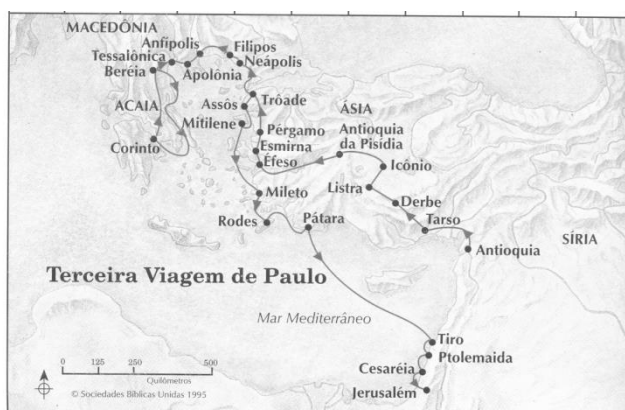 MACEDÔNIA
Anfípolis
Filipos
Tessalônica
Neápolis
Beréia
Apolônia
Trôade
ACAIA
Assôs
ÁSIA
Mitilene
Pérgamo
Antioquia
da Pisídia
Corinto
Esmirna
Éfeso
Icônio
Mileto
Listra
Derbe
Rodes
Pátara
Tarso
SÍRIA
Antioquia
Terceira Viagem de Paulo
Mar Mediterrâneo
Tiro
Ptolemaida
0 125 250 500
Cesaréia
Quilômetros
Jerusalém
© Sociedades Bíblicas Unidas 1995